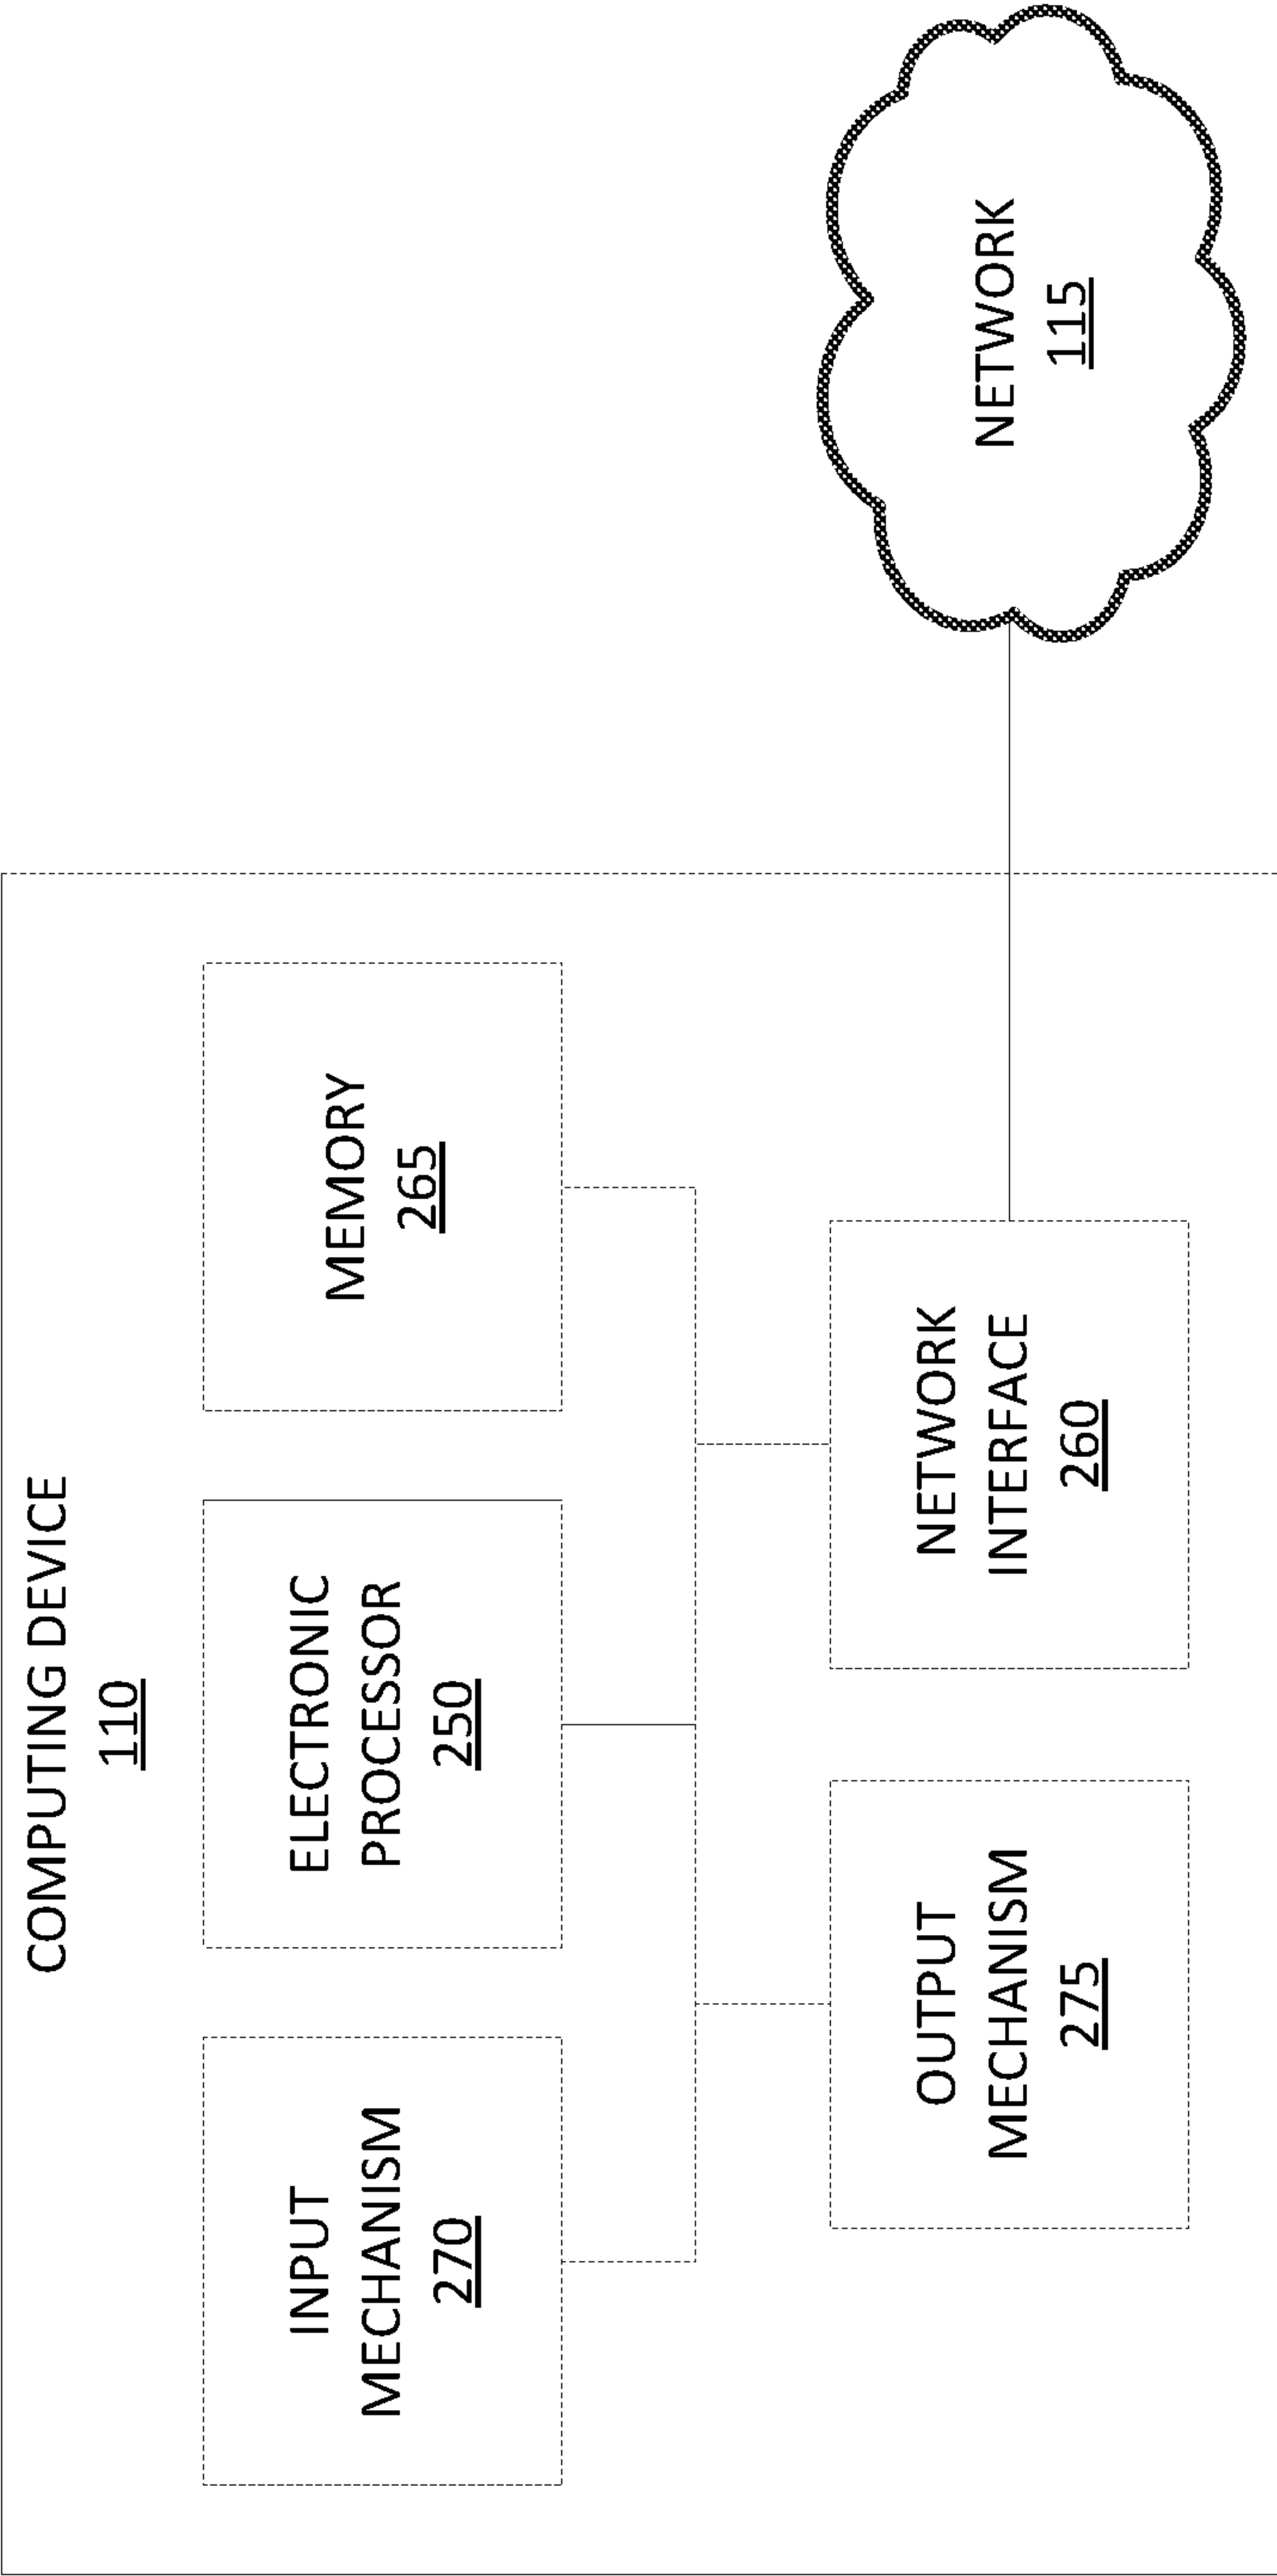 COMPUTING DEVICE
110
INPUT
MECHANISM
270
ELECTRONIC
PROCESSOR
250
MEMORY
265
OUTPUT
MECHANISM
275
NETWORK
INTERFACE
260
NETWORK
115